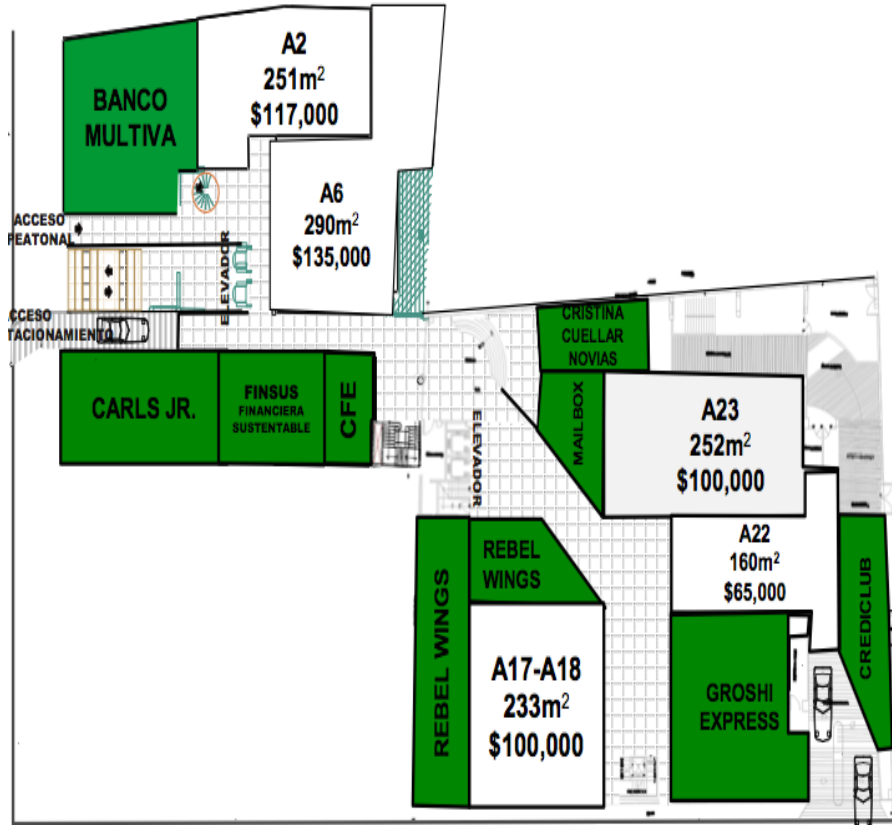 BANCO
MULTIVA
A2
251m²
$117,000
A6
290m²
$135,000
ACCESO
PEATONAL
ELEVADOR
CCESO
TACIONAMIENTO
CARLS JR.
FINSUS
FINANCIERA
SUSTENTABLE
CFE
ELEVADOR
CRISTINA
CUELLAR
NOVIAS
MAILBOX
A23
252m²
$100,000
A22
160m²
$65,000
REBEL
WINGS
REBEL WINGS
A17-A18
233m²
$100,000
GROSHI
EXPRESS
CREDICLUB